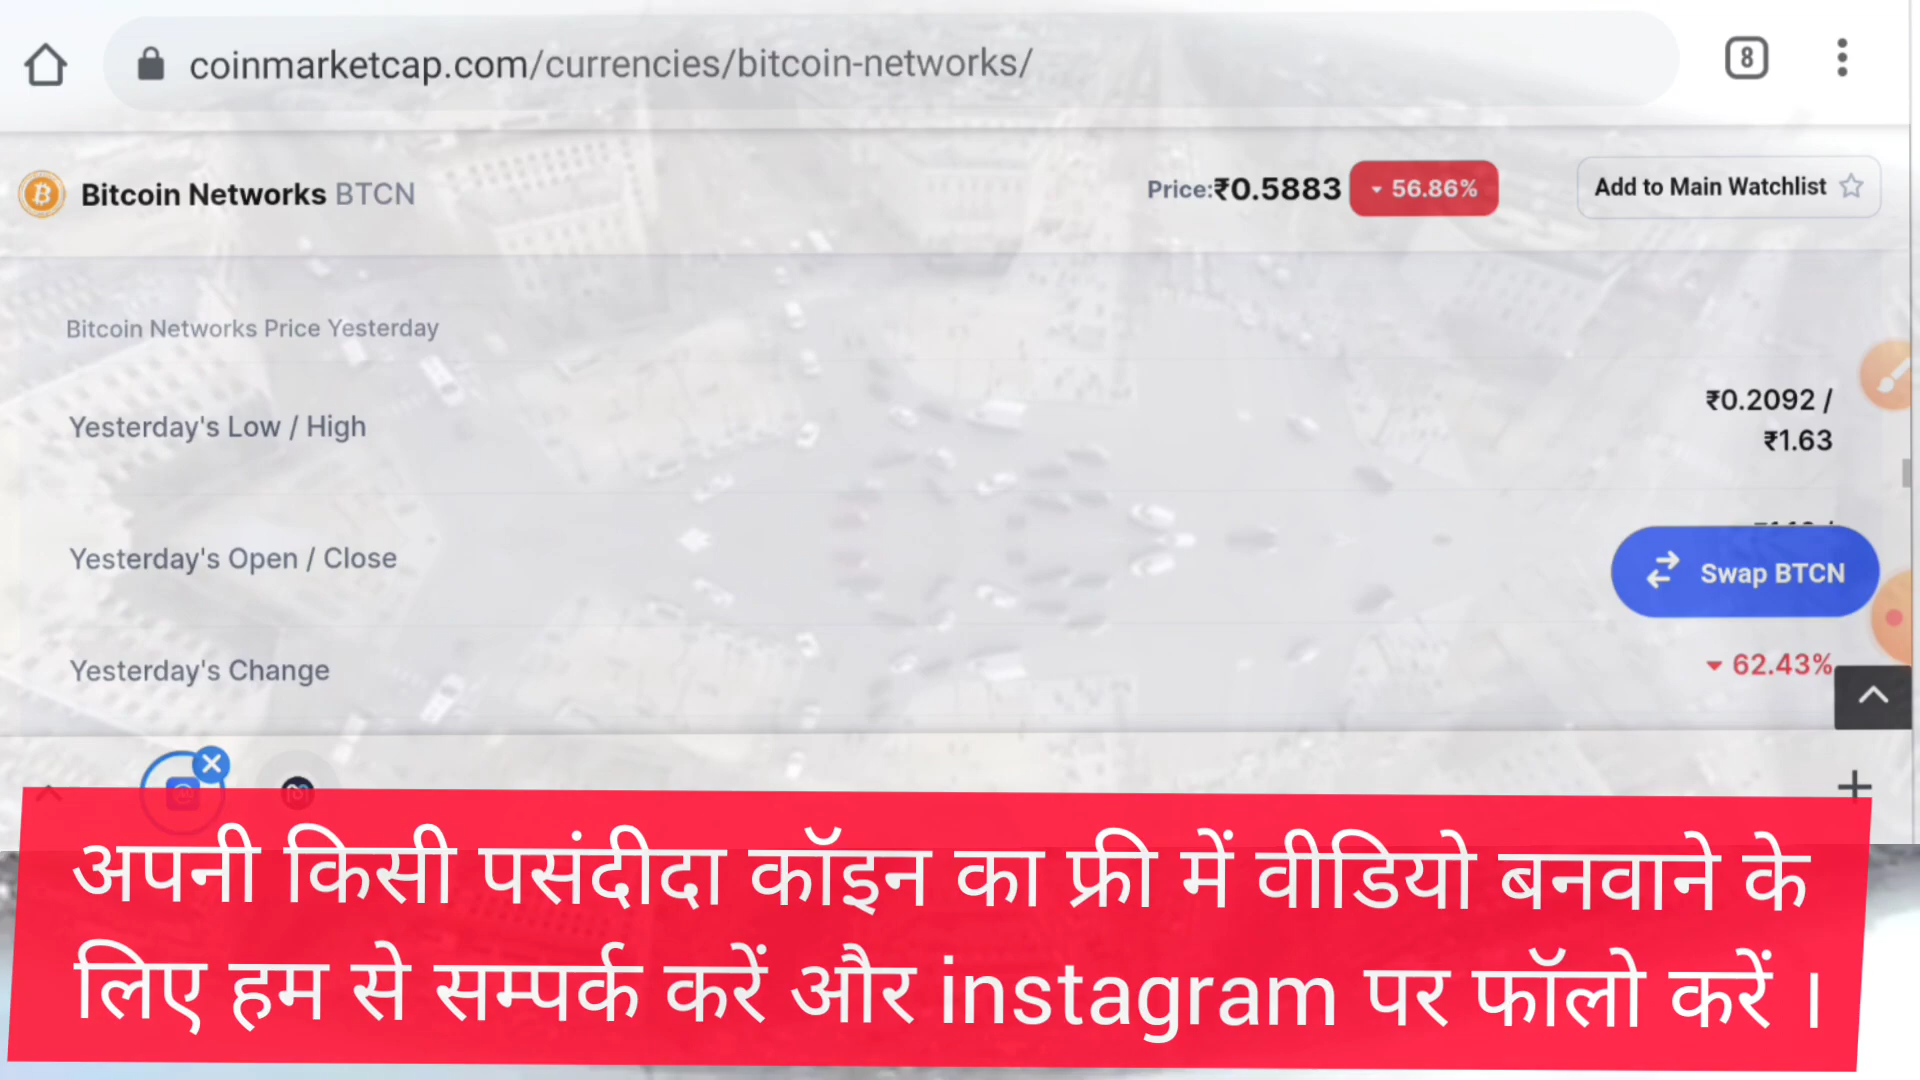 coinmarketcap.com/currencies/bitcoin-networks/
8
Bitcoin Networks BTCN
Price:₹0.5883 56.86%
Add to Main Watchlist
Bitcoin Networks Price Yesterday
Yesterday's Low / High
₹0.2092 /
₹1.63
Yesterday's Open / Close
Swap BTCN
Yesterday's Change
62.43%
अपनी किसी पसंदीदा कॉइन का फ्री में वीडियो बनवाने के
लिए हम से सम्पर्क करें और instagram पर फॉलो करें ।